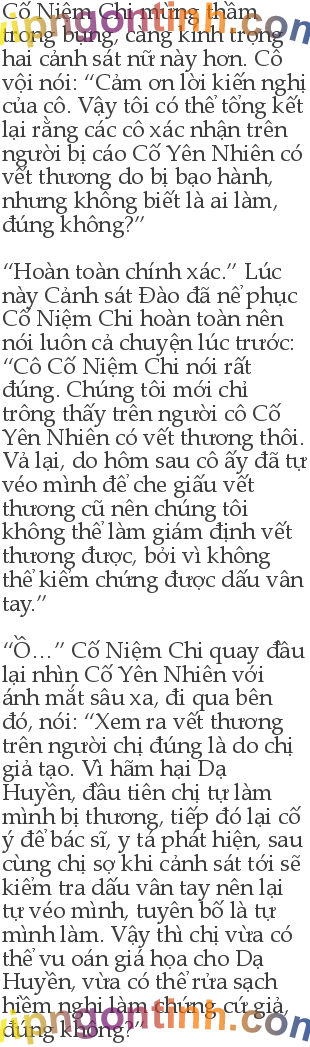 Cố Niệm Chi mừng thầm
trong bụng, càng kính trọng
hai cảnh sát nữ này hơn. Cô
vội nói: “Cảm ơn lời kiến nghị
của cô. Vậy tôi có thể tổng kết
lại rằng các cô xác nhận trên
người bị cáo Cố Yên Nhiên có
vết thương do bị bạo hành,
nhưng không biết là ai làm,
đúng không?”
“Hoàn toàn chính xác.” Lúc
này Cảnh sát Đào đã nể phục
Cố Niệm Chi hoàn toàn nên
nói luôn cả chuyện lúc trước:
“Cô Cố Niệm Chi nói rất
đúng. Chúng tôi mới chỉ
trông thấy trên người cô Cố
Yên Nhiên có vết thương thôi.
Vả lại, do hôm sau cô ấy đã tự
véo mình để che giấu vết
thương cũ nên chúng tôi
không thể làm giám định vết
thương được, bởi vì không
thể kiểm chứng được dấu vân
tay.”
“Ồ…” Cố Niệm Chi quay đầu
lại nhìn Cố Yên Nhiên với
ánh mắt sâu xa, đi qua bên
đó, nói: “Xem ra vết thương
trên người chị đúng là do chị
giả tạo. Vì hãm hại Dạ
Huyền, đầu tiên chị tự làm
mình bị thương, tiếp đó lại cố
ý để bác sĩ, y tá phát hiện, sau
cùng chị sợ khi cảnh sát tới sẽ
kiểm tra dấu vân tay nên lại
tự véo mình, tuyên bố là tự
mình làm. Vậy thì chị vừa có
thể vu oán giá họa cho Dạ
Huyền, vừa có thể rửa sạch
hiềm nghi làm chứng cứ giả,
đúng không?”
vipngontinh.com
vipngontinh.com